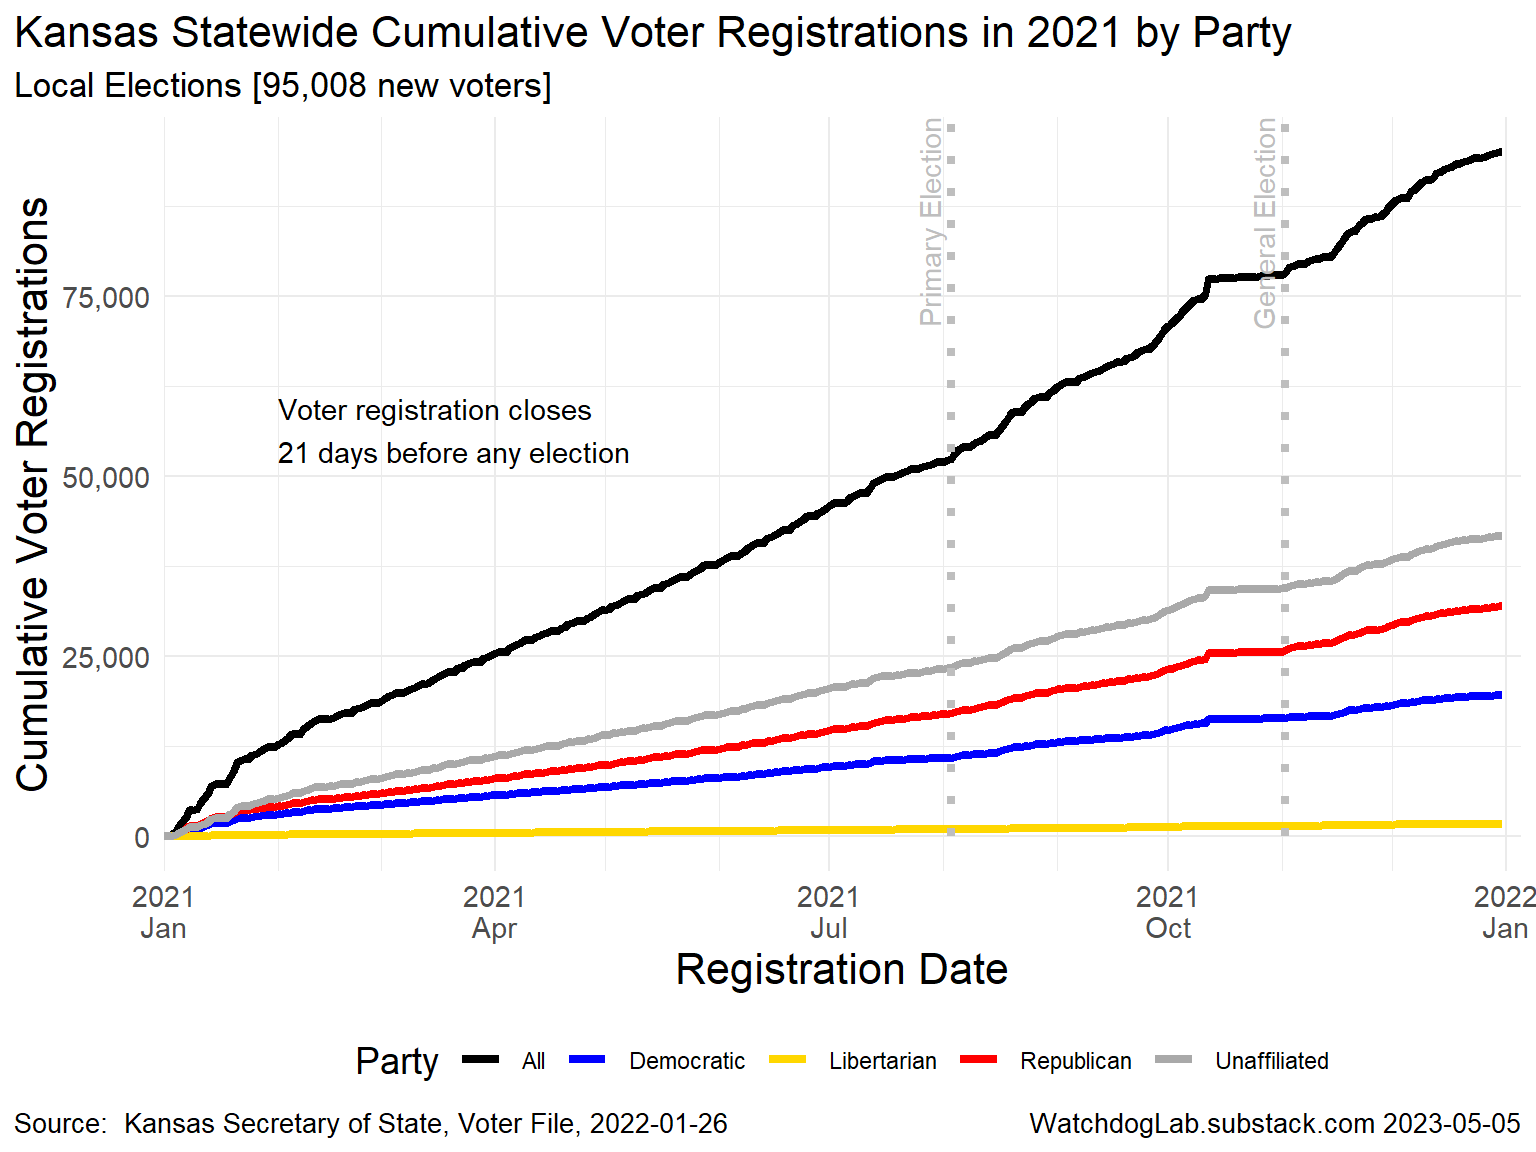 Kansas Statewide Cumulative Voter Registrations in 2021 by Party
Local Elections [95,008 new voters]
Cumulative Voter Registrations
75,000
50,000
25,000
0
Primary Election
General Election
Voter registration closes
21 days before any election
2021 2021 2021 2021 2022
Jan Apr Jul Oct Jan
Registration Date
Party All Democratic Libertarian Republican Unaffiliated
Source:  Kansas Secretary of State, Voter File, 2022-01-26
WatchdogLab.substack.com 2023-05-05